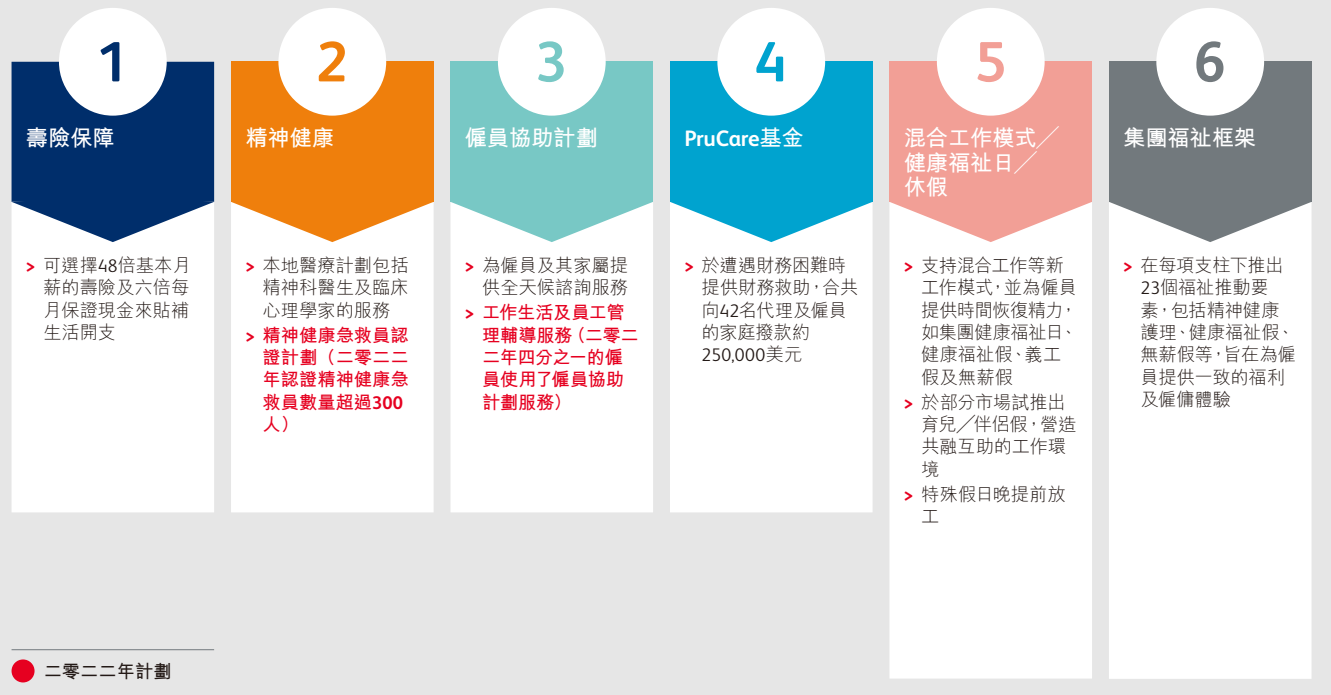 1
壽險保障
> 可選擇48倍基本月
薪的壽險及六倍每
月保證現金來貼補
生活開支
2
精神健康
> 本地醫療計劃包括
精神科醫生及臨床
心理學家的服務
> 精神健康急救員認
證計劃（二零二二
年認證精神健康急
救員數量超過300
人）
3
僱員協助計劃
> 為僱員及其家屬提
供全天候諮詢服務
> 工作生活及員工管
理輔導服務（二零二
二年四分之一的僱
員使用了僱員協助
計劃服務）
4
PruCare基金
> 於遭遇財務困難時
提供財務救助，合共
向42名代理及僱員
的家庭撥款約
250,000美元
5
混合工作模式╱
健康福祉日╱
休假
> 支持混合工作等新
工作模式，並為僱員
提供時間恢復精力，
如集團健康福祉日、
健康福祉假、義工
假及無薪假
> 於部分市場試推出
育兒╱伴侶假，營造
共融互助的工作環
境
> 特殊假日晚提前放
工
6
集團福祉框架
> 在每項支柱下推出
23個福祉推動要
素，包括精神健康
護理、健康福祉假、
無薪假等，旨在為僱
員提供一致的福利
及僱傭體驗
二零二二年計劃